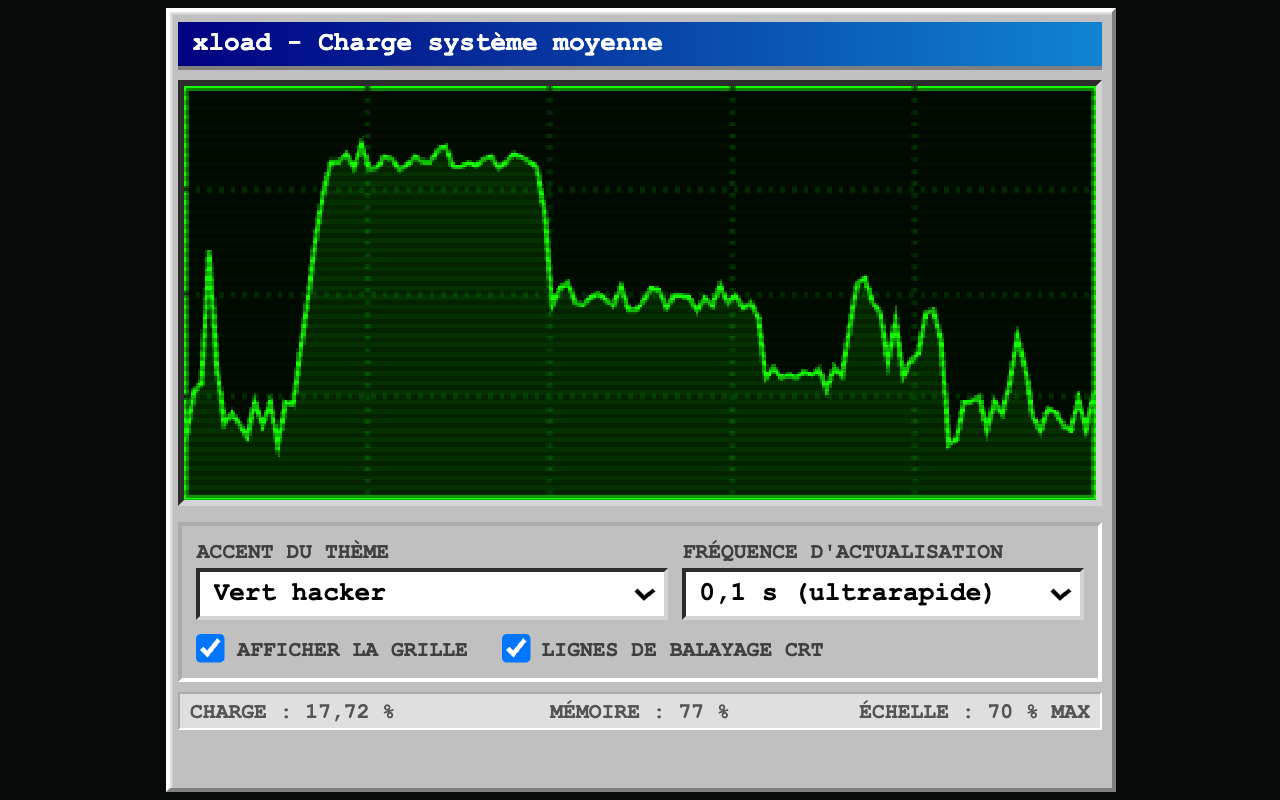 xload - Charge système moyenne
ACCENT DU THÈME
FRÉQUENCE D'ACTUALISATION
Vert hacker
0,1 s (ultrarapide)
AFFICHER LA GRILLE
LIGNES DE BALAYAGE CRT
CHARGE : 17,72 %
MÉMOIRE : 77 %
ÉCHELLE : 70 % MAX